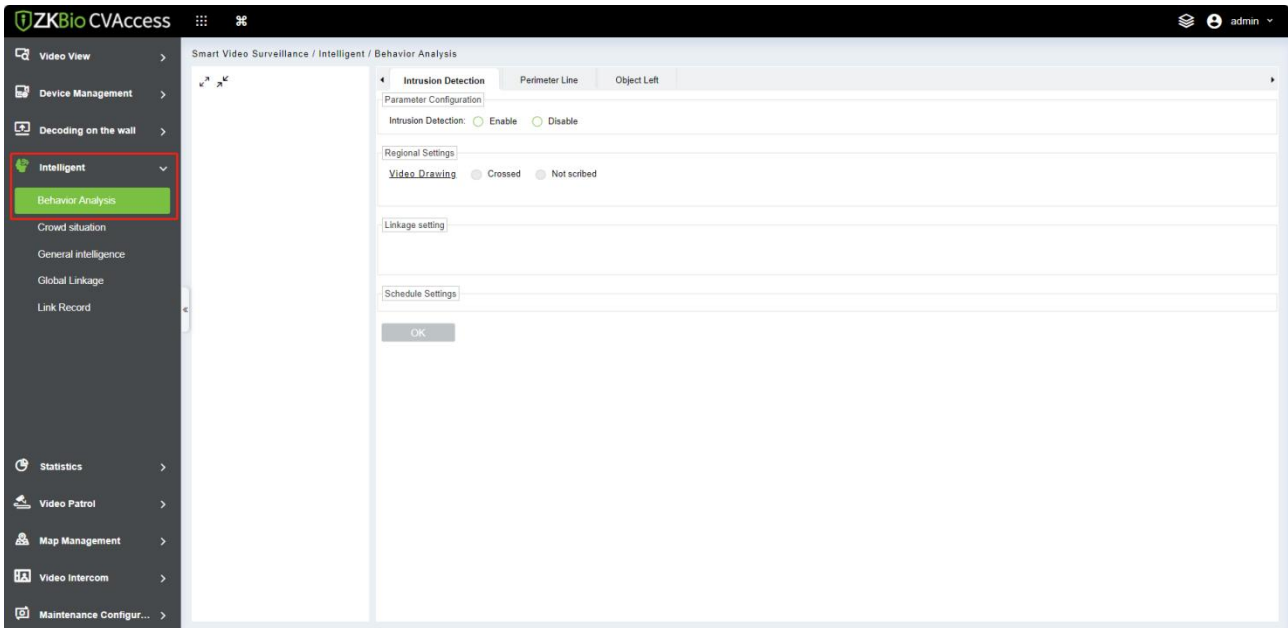 ZKBio CVAccess
admin
Video View
Device Management
Decoding on the wall
Intelligent
Behavior Analysis
Crowd situation
General intelligence
Global Linkage
Link Record
Statistics
Video Patrol
Map Management
Video Intercom
Maintenance Configur...
Smart Video Surveillance / Intelligent / Behavior Analysis
Intrusion Detection Perimeter Line Object Left
Parameter Configuration
Intrusion Detection: Enable Disable
Regional Settings
Video Drawing Crossed Not scribed
Linkage setting
Schedule Settings
OK